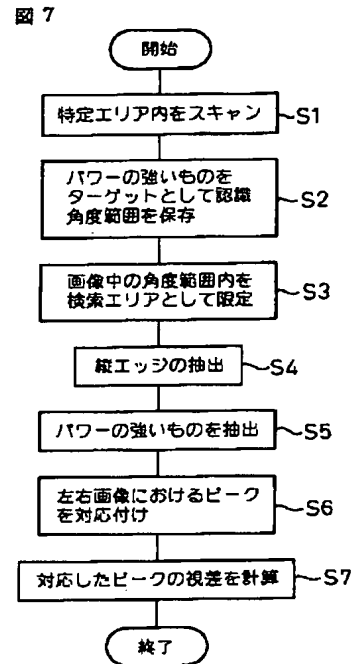 図 7
開始
特定エリア内をスキャン
S1
パワーの強いものを
ターゲットとして認識
角度範囲を保存
S2
画像中の角度範囲内を
検索エリアとして限定
S3
縦エッジの抽出
S4
パワーの強いものを抽出
S5
左右画像におけるピーク
を対応付け
S6
対応したピークの視差を計算
S7
終了